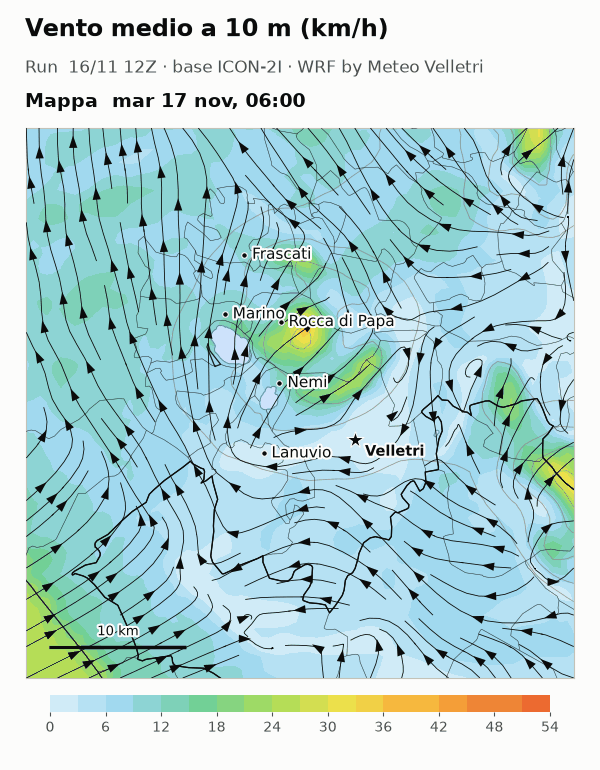 Vento medio a 10 m (km/h)
Run  16/11 12Z · base ICON-2I · WRF by Meteo Velletri
Mappa  mar 17 nov, 06:00
Frascati
Marino
Rocca di Papa
Nemi
Velletri
Lanuvio
10 km
0 6 12 18 24 30 36 42 48 54